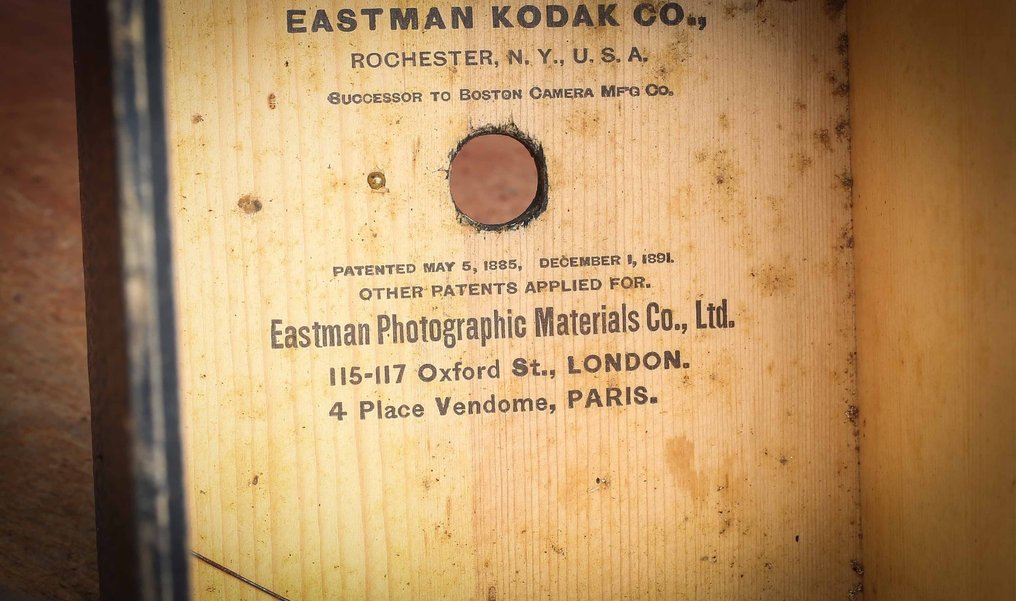 EASTMAN KODAK CO.,
ROCHESTER, N. Y., U. S. A.
SUCCESSOR TO BOSTON CAMERA MF'G CO.
PATENTED MAY 5, 1885, DECEMBER 1, 1891.
OTHER PATENTS APPLIED FOR.
Eastman Photographic Materials Co., Ltd.
115-117 Oxford St., LONDON.
4 Place Vendome, PARIS.